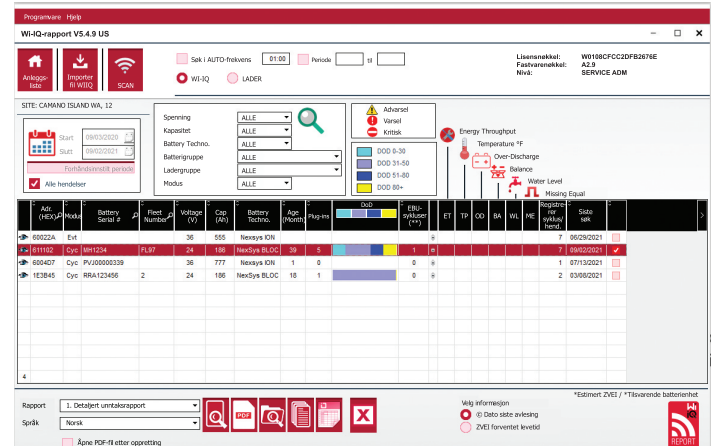 Programvare Hjelp
Wi-IQ-rapport V5.4.9 US
Anleggs-
liste
Importer
fil WIIQ
SCAN
Søk i AUTO-frekvens 01:00 Periode til
WI-IQ LADER
Lisensnøkkel: W0108CFCC2DFB2676E
Fastvarenøkkel: A2.9
Nivå: SERVICE ADM
SITE: CAMANO ISLAND WA, 12
Start 09/03/2020
Slutt 09/02/2021
Forhåndsinnstilt periode
Alle hendelser
Spenning ALLE
Kapasitet ALLE
Battery Techno. ALLE
Batterigruppe ALLE
Ladergruppe ALLE
Modus ALLE
Advarsel
Varsel
Kritisk
DOD 0-30
DOD 31-50
DOD 51-80
DOD 80+
Energy Throughput
Temperature °F
Over-Discharge
Balance
Water Level
Missing Equal
Adr. (HEX) Modus Battery Serial # Fleet Number Voltage (V) Cap (Ah) Battery Techno. Age (Month) Plug-ins DoD EBU-sykluser (**) ET TP OD BA WL ME Registrerer syklus/hend. Siste søk
60022A Evt 36 555 Nexsys ION 7 06/29/2021
611102 Cyc MH1234 FL97 24 186 NexSys BLOC 39 5 1 7 09/02/2021
6004D7 Cyc PVJ00000339 36 777 Nexsys ION 1 0 0 1 07/13/2021
1E3B45 Cyc RRA123456 2 24 186 NexSys BLOC 18 1 0 2 03/08/2021
4
*Estimert ZVEI / *Tilsvarende batterienhet
Rapport 1. Detaljert unntaksrapport
Språk Norsk
Åpne PDF-fil etter oppretting
PDF
Velg informasjon
© Dato siste avlesing
ZVEI forventet levetid
Wi
iQ
REPORT